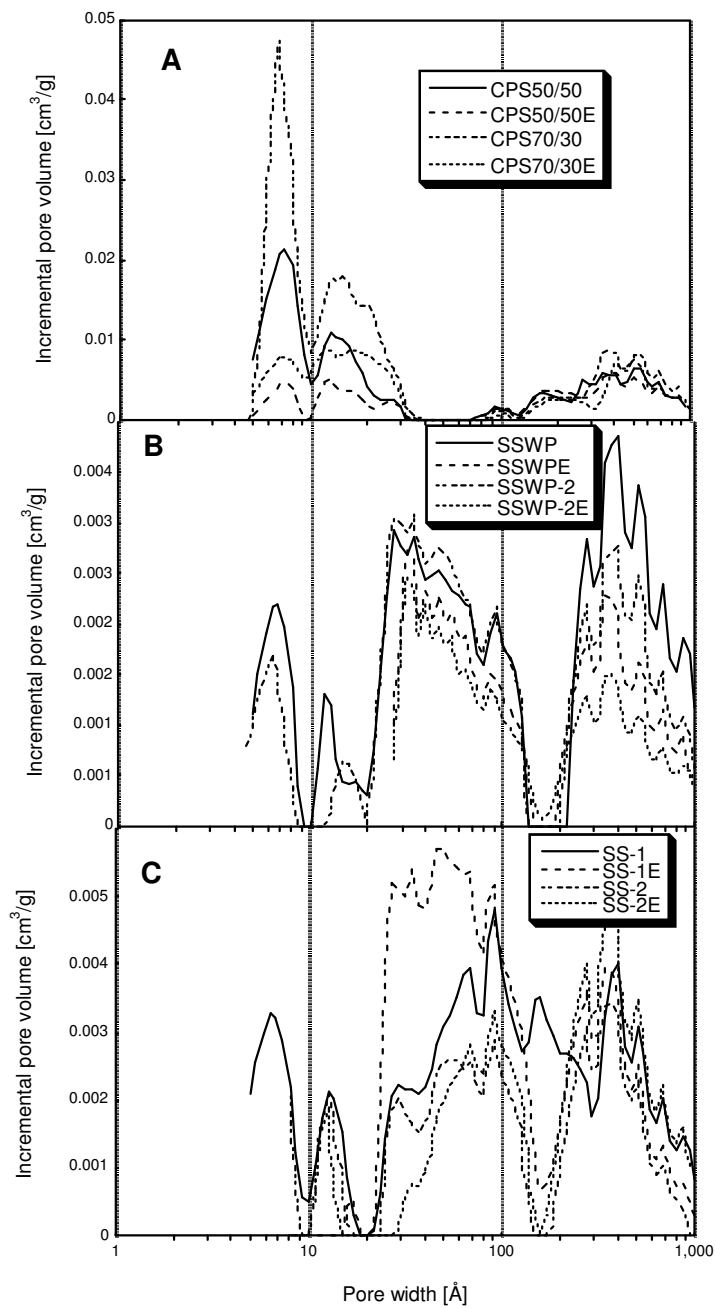 A
Incremental pore volume [cm³/g]
0.05
0.04
0.03
0.02
0.01
0
CPS50/50
CPS50/50E
CPS70/30
CPS70/30E
B
Incremental pore volume [cm³/g]
0.004
0.003
0.003
0.002
0.002
0.001
0.001
0
SSWP
SSWPE
SSWP-2
SSWP-2E
C
Incremental pore volume [cm³/g]
0.005
0.004
0.003
0.002
0.001
0
SS-1
SS-1E
SS-2
SS-2E
1 10 100 1,000
Pore width [Å]